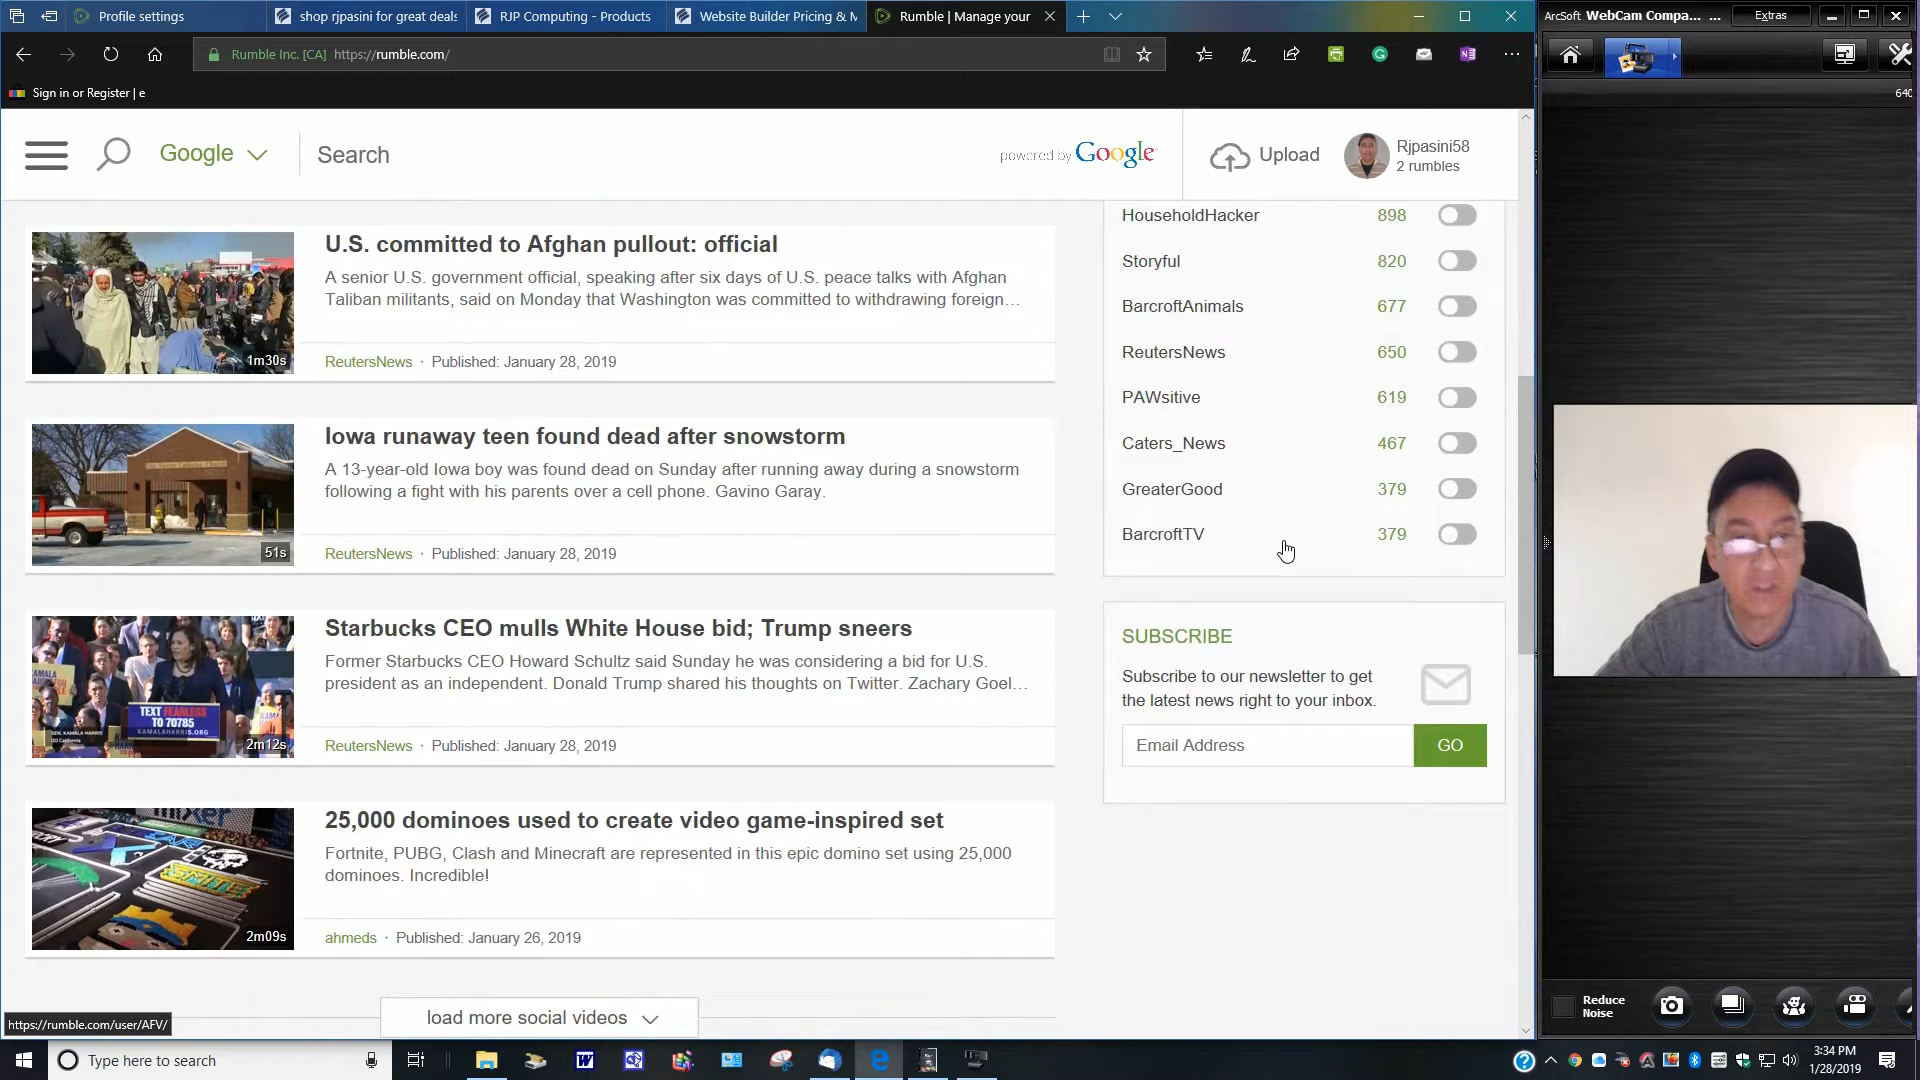 Profile settings
shop rjpasini for great deals
RJP Computing - Products
Website Builder Pricing & M
Rumble | Manage your
ArcSoft WebCam Compa... ...
Extras
Rumble Inc. [CA] https://rumble.com/
Sign in or Register | e
640
Google
Search
powered by Google
Upload
Rjpasini58
2 rumbles
U.S. committed to Afghan pullout: official
A senior U.S. government official, speaking after six days of U.S. peace talks with Afghan
Taliban militants, said on Monday that Washington was committed to withdrawing foreign...
1m30s
ReutersNews · Published: January 28, 2019
Iowa runaway teen found dead after snowstorm
A 13-year-old Iowa boy was found dead on Sunday after running away during a snowstorm
following a fight with his parents over a cell phone. Gavino Garay.
51s
ReutersNews · Published: January 28, 2019
Starbucks CEO mulls White House bid; Trump sneers
Former Starbucks CEO Howard Schultz said Sunday he was considering a bid for U.S.
president as an independent. Donald Trump shared his thoughts on Twitter. Zachary Goel...
TEXT FEARLESS
TO 70785
KAMALAHARRIS.ORG
SEN. KAMALA HARRIS
(D) California
2m12s
ReutersNews · Published: January 28, 2019
25,000 dominoes used to create video game-inspired set
Fortnite, PUBG, Clash and Minecraft are represented in this epic domino set using 25,000
dominoes. Incredible!
mixer
2m09s
ahmeds · Published: January 26, 2019
load more social videos
HouseholdHacker 898
Storyful 820
BarcroftAnimals 677
ReutersNews 650
PAWsitive 619
Caters_News 467
GreaterGood 379
BarcroftTV 379
SUBSCRIBE
Subscribe to our newsletter to get
the latest news right to your inbox.
Email Address
GO
Reduce
Noise
https://rumble.com/user/AFV/
Type here to search
3:34 PM
1/28/2019